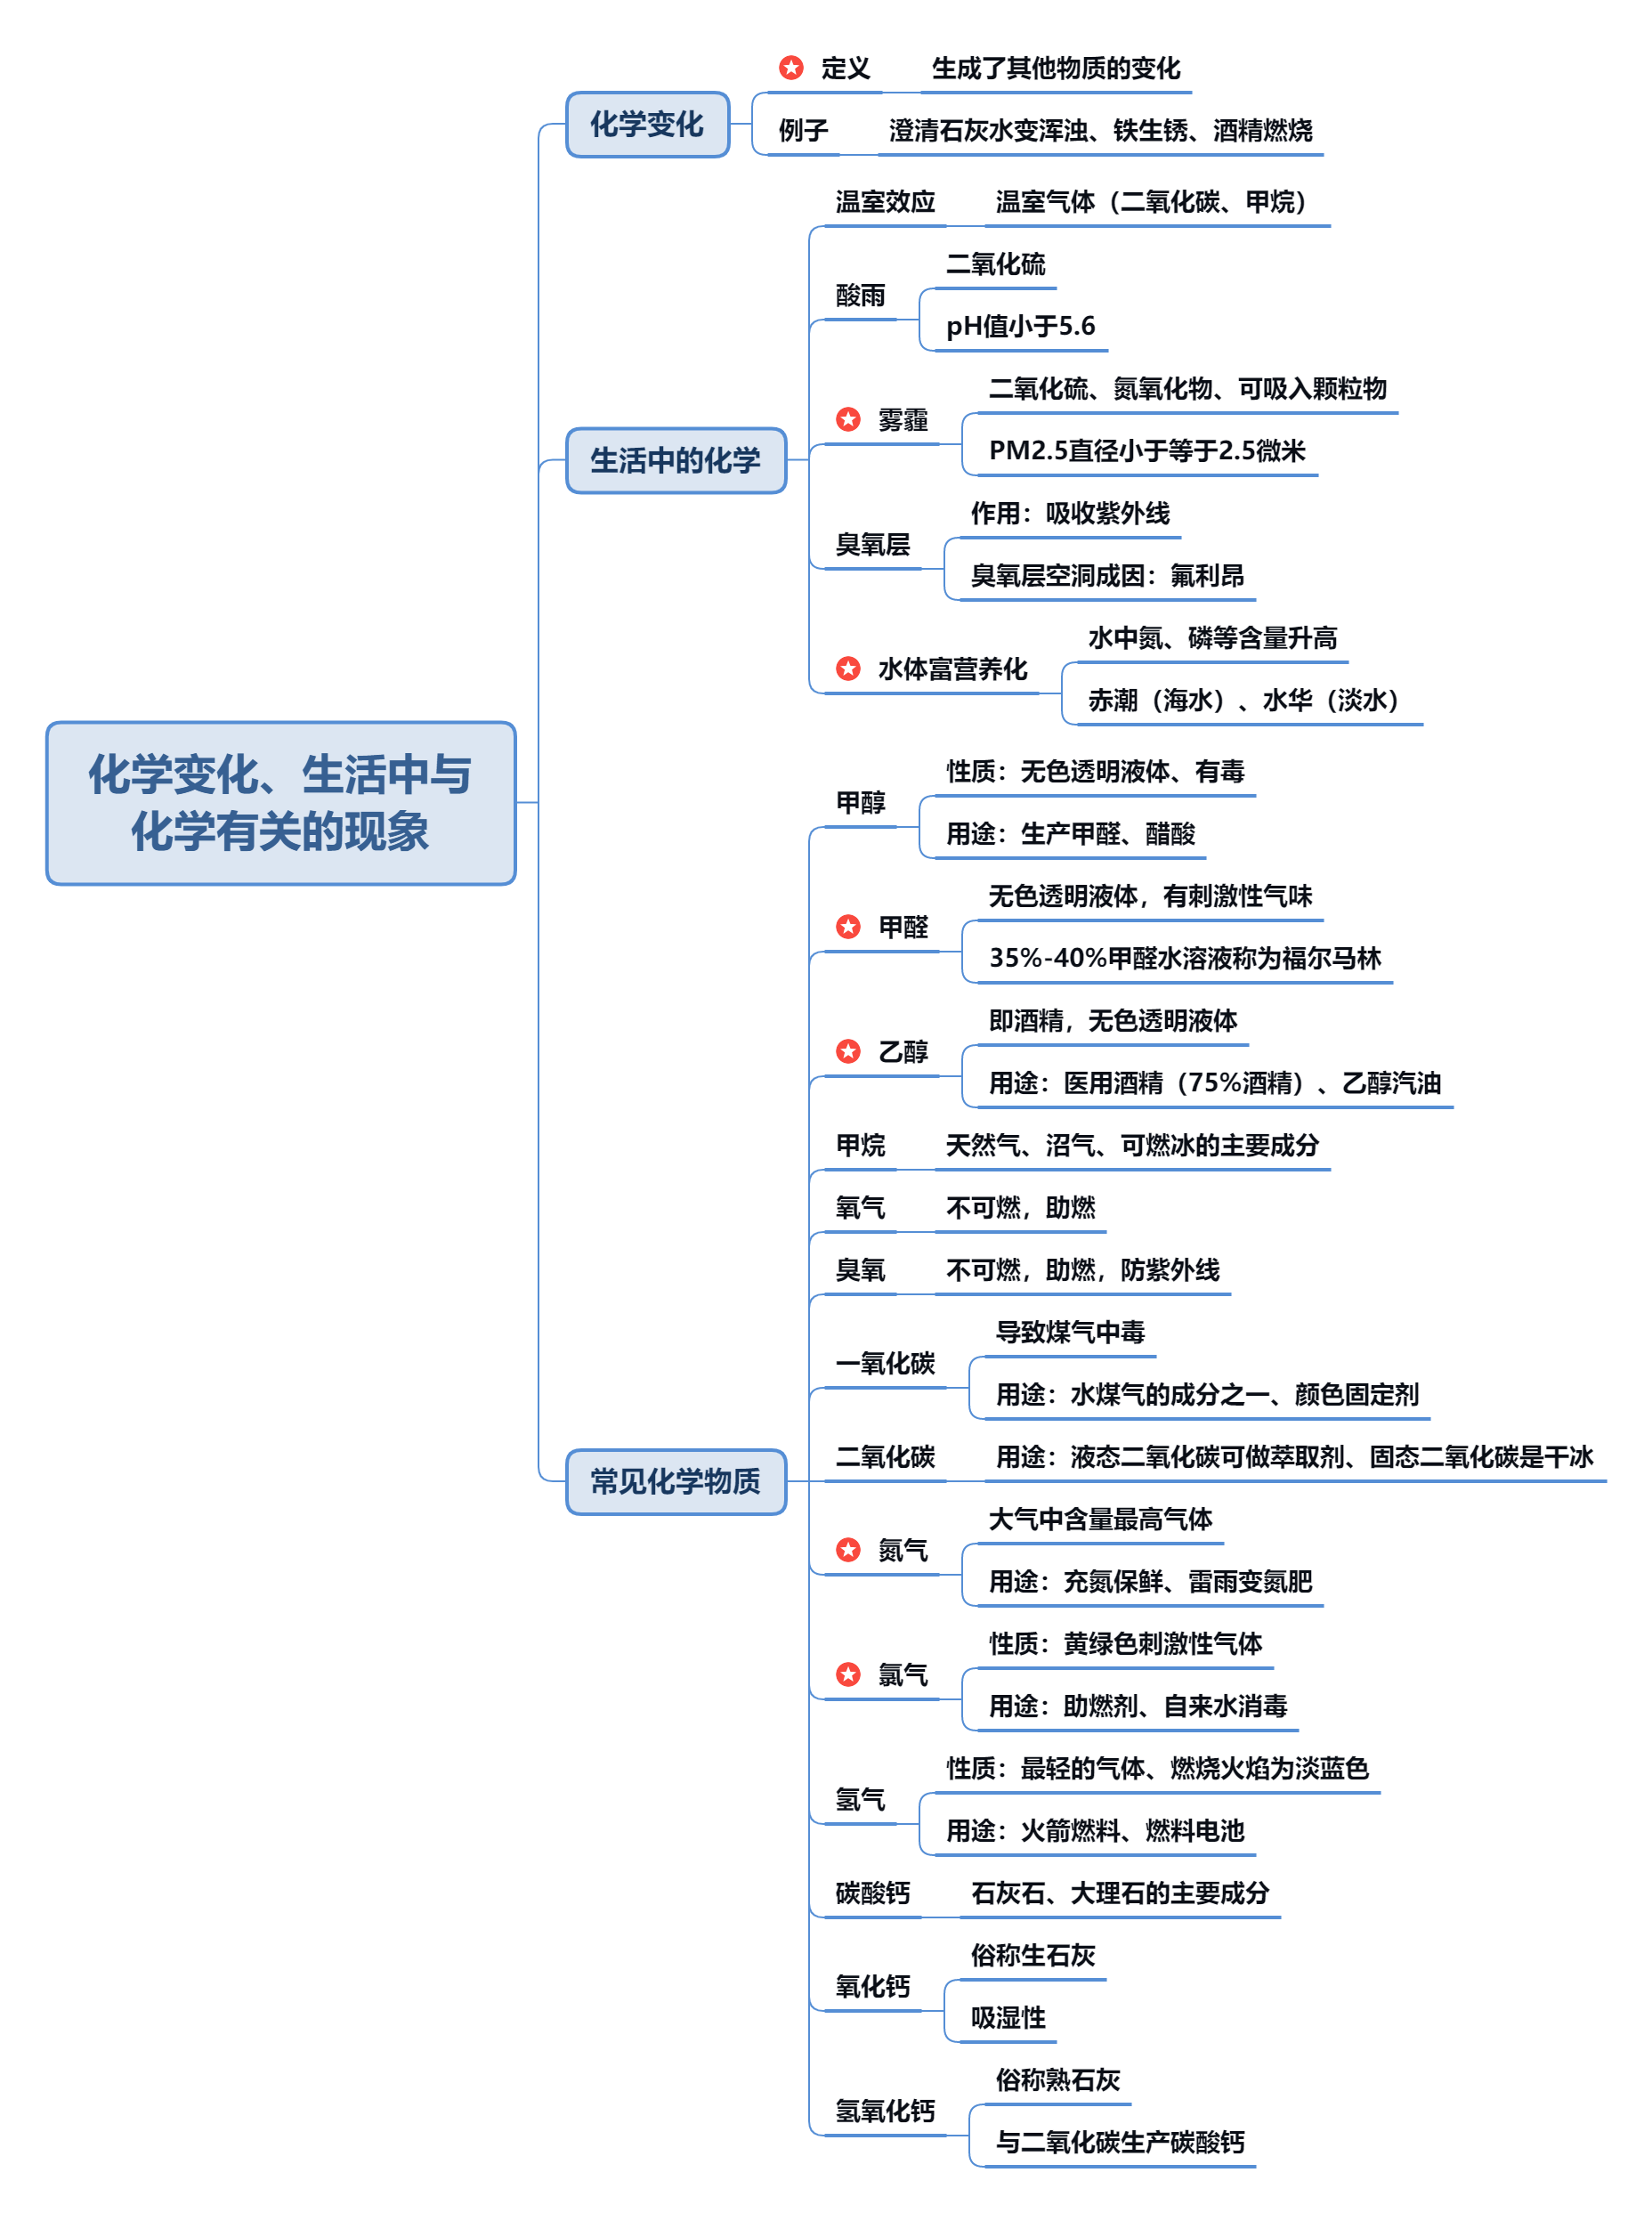 化学变化、生活中与
化学有关的现象
化学变化
定义
生成了其他物质的变化
例子
澄清石灰水变浑浊、铁生锈、酒精燃烧
生活中的化学
温室效应
温室气体（二氧化碳、甲烷）
酸雨
二氧化硫
pH值小于5.6
雾霾
二氧化硫、氮氧化物、可吸入颗粒物
PM2.5直径小于等于2.5微米
臭氧层
作用：吸收紫外线
臭氧层空洞成因：氟利昂
水体富营养化
水中氮、磷等含量升高
赤潮（海水）、水华（淡水）
常见化学物质
甲醇
性质：无色透明液体、有毒
用途：生产甲醛、醋酸
甲醛
无色透明液体，有刺激性气味
35%-40%甲醛水溶液称为福尔马林
乙醇
即酒精，无色透明液体
用途：医用酒精（75%酒精）、乙醇汽油
甲烷
天然气、沼气、可燃冰的主要成分
氧气
不可燃，助燃
臭氧
不可燃，助燃，防紫外线
一氧化碳
导致煤气中毒
用途：水煤气的成分之一、颜色固定剂
二氧化碳
用途：液态二氧化碳可做萃取剂、固态二氧化碳是干冰
氮气
大气中含量最高气体
用途：充氮保鲜、雷雨变氮肥
氯气
性质：黄绿色刺激性气体
用途：助燃剂、自来水消毒
氢气
性质：最轻的气体、燃烧火焰为淡蓝色
用途：火箭燃料、燃料电池
碳酸钙
石灰石、大理石的主要成分
氧化钙
俗称生石灰
吸湿性
氢氧化钙
俗称熟石灰
与二氧化碳生产碳酸钙